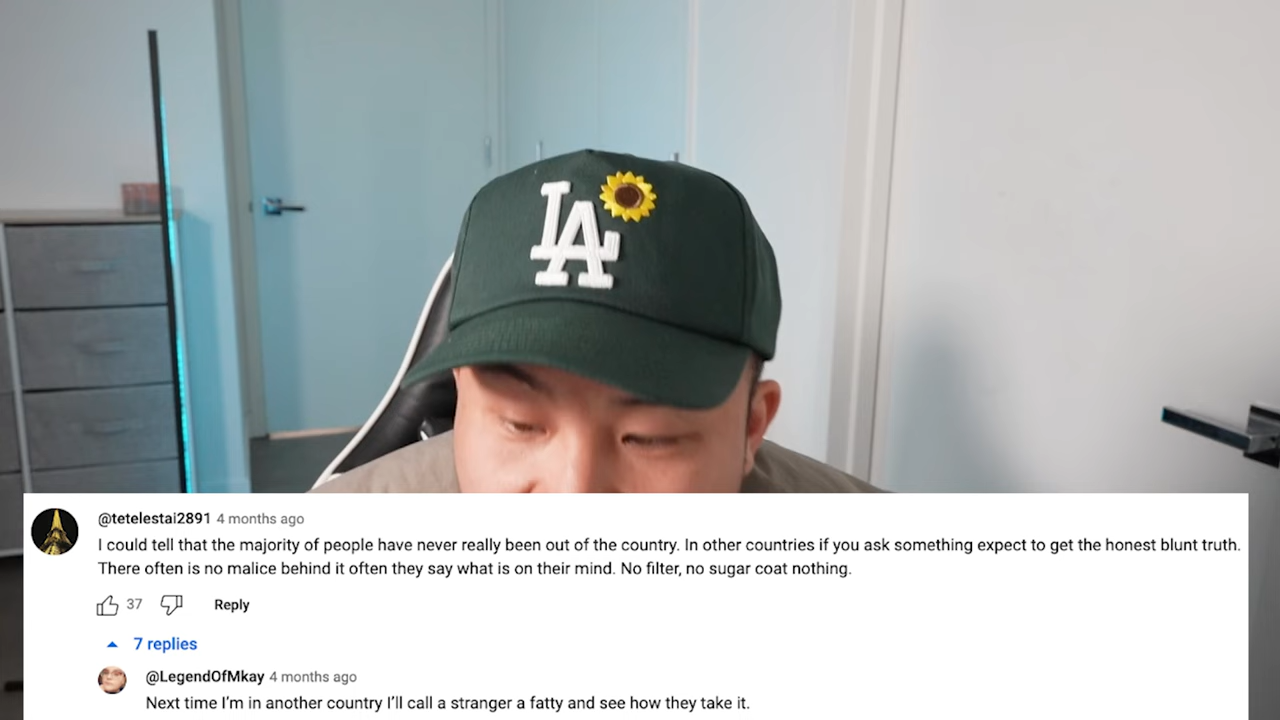 LA
@tetelestai2891 4 months ago
I could tell that the majority of people have never really been out of the country. In other countries if you ask something expect to get the honest blunt truth.
There often is no malice behind it often they say what is on their mind. No filter, no sugar coat nothing.
37 Reply
7 replies
@LegendOfMkay 4 months ago
Next time I'm in another country I'll call a stranger a fatty and see how they take it.